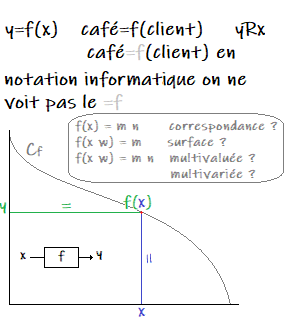 y=f(x) café=f(client) yRx
café=f(client) en
notation informatique on ne
voit pas le =f
f(x) = m n correspondance ?
f(x w) = m surface ?
f(x w) = m n multivaluée ?
multivariée ?
Cf
y = f(x)
x f y =
x